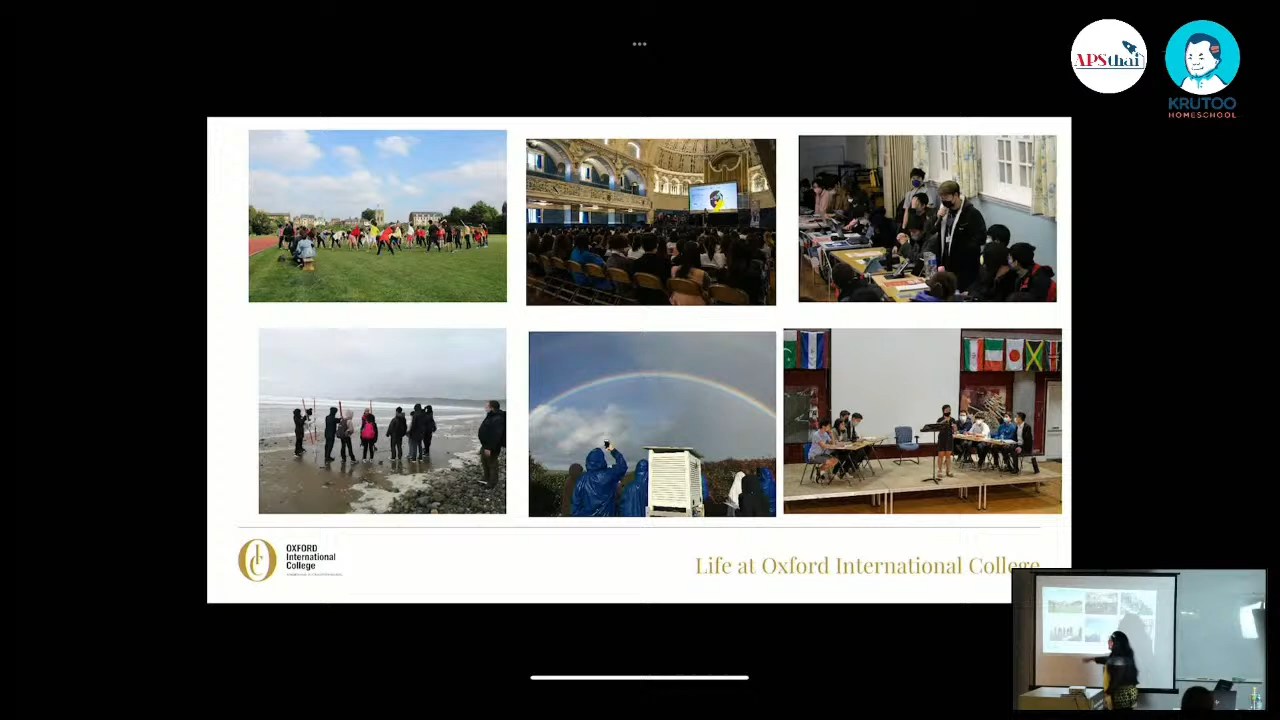 APSthai
KRUTOO
HOMESCHOOL
OXFORD
International
College
Life at Oxford International College